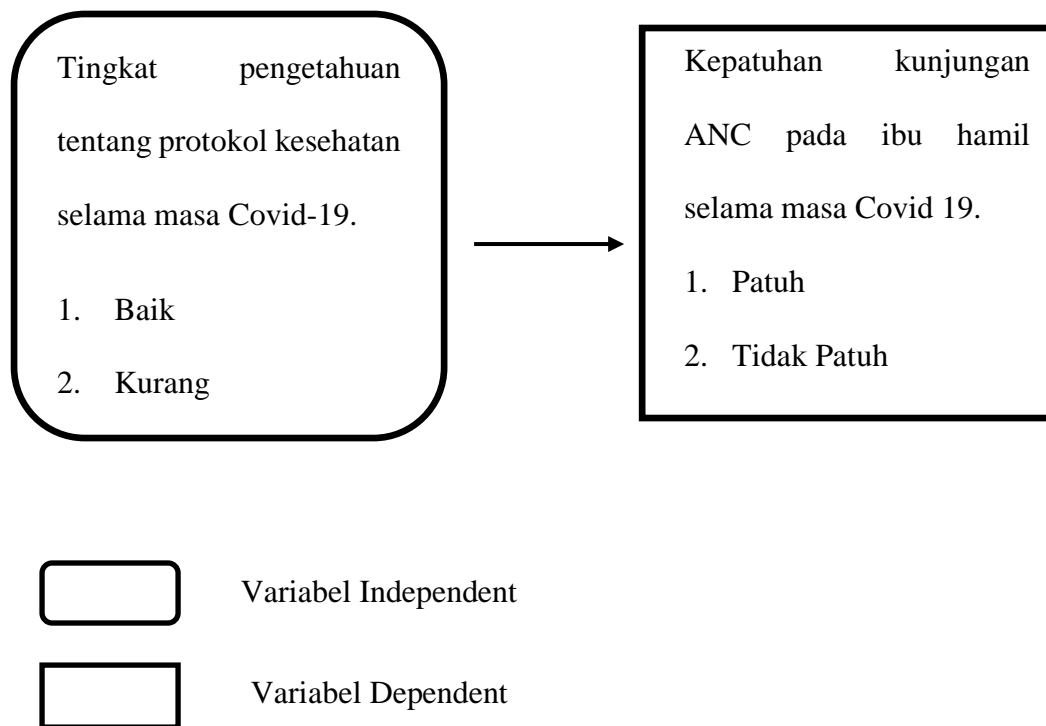 Tingkat pengetahuan
tentang protokol kesehatan
selama masa Covid-19.
1. Baik
2. Kurang
Kepatuhan kunjungan
ANC pada ibu hamil
selama masa Covid 19.
1. Patuh
2. Tidak Patuh
Variabel Independent
Variabel Dependent